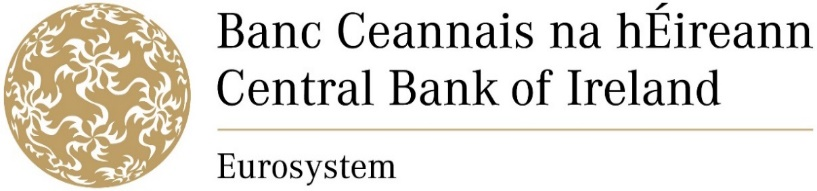 Banc Ceannais na hÉireann
Central Bank of Ireland
Eurosystem